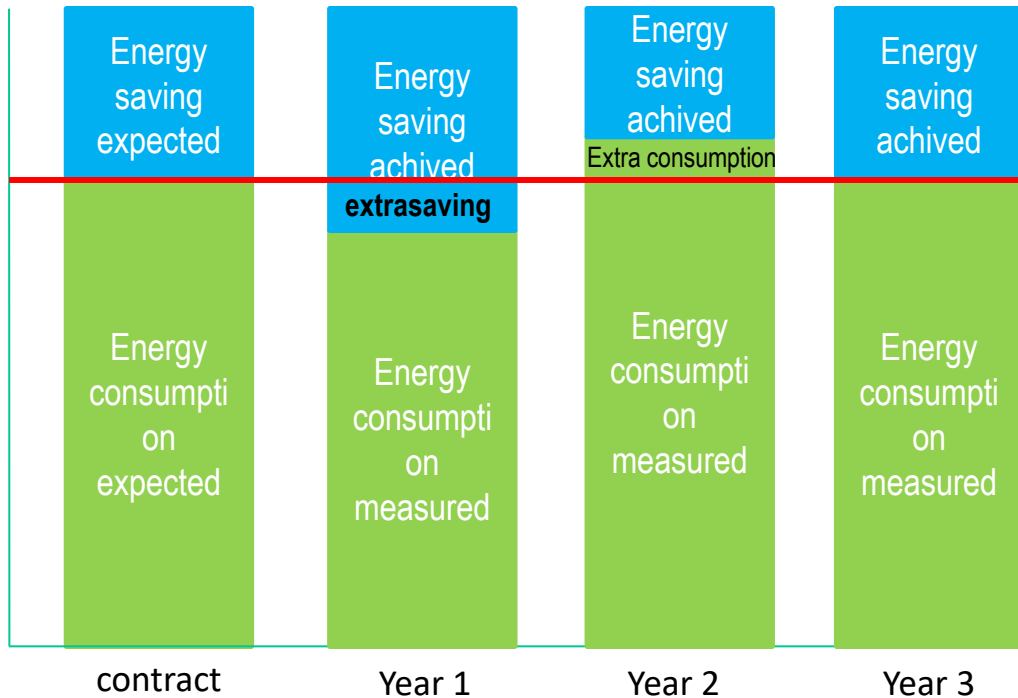 Energy
saving
expected
Energy
consumpti
on
expected
Energy
saving
achived
extrasaving
Energy
consumpti
on
measured
Energy
saving
achived
Extra consumption
Energy
consumpti
on
measured
Energy
saving
achived
Energy
consumpti
on
measured
contract
Year 1
Year 2
Year 3